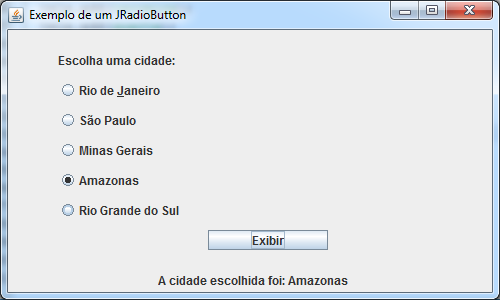 Exemplo de um JRadioButton
Escolha uma cidade:
Rio de Janeiro
São Paulo
Minas Gerais
Amazonas
Rio Grande do Sul
Exibir
A cidade escolhida foi: Amazonas